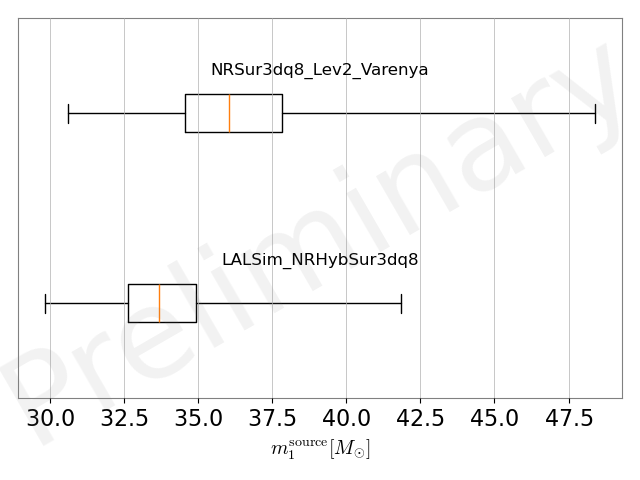 NRSur3dq8_Lev2_Varenya
LALSim_NRHybSur3dq8
Preliminary
30.0 32.5 35.0 37.5 40.0 42.5 45.0 47.5
m₁^source [M_⊙]